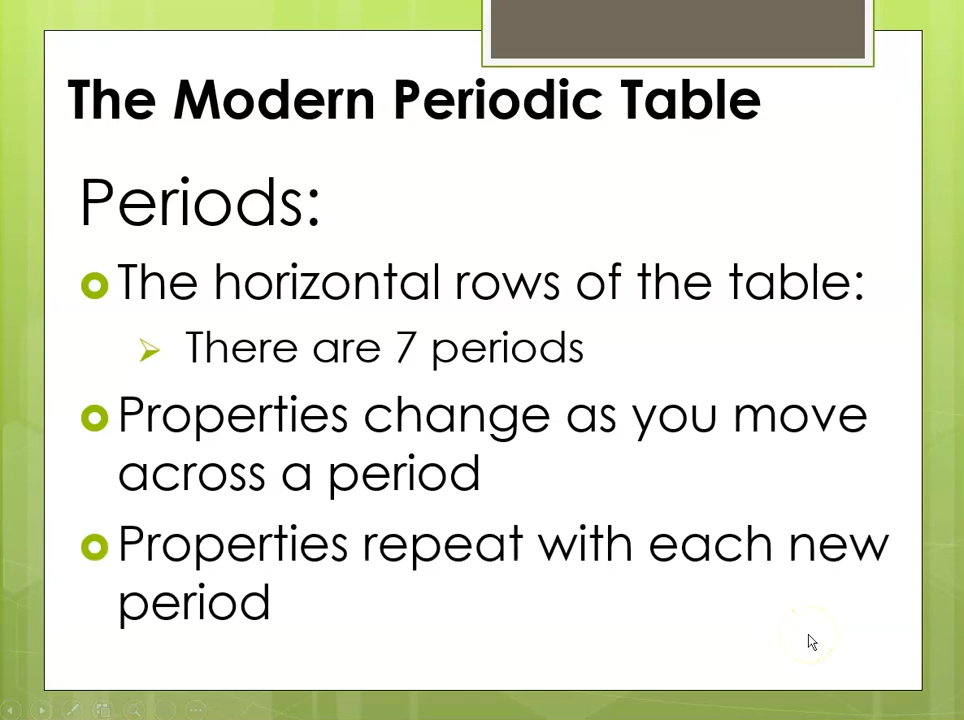 The Modern Periodic Table
Periods:
The horizontal rows of the table:
There are 7 periods
Properties change as you move
across a period
Properties repeat with each new
period